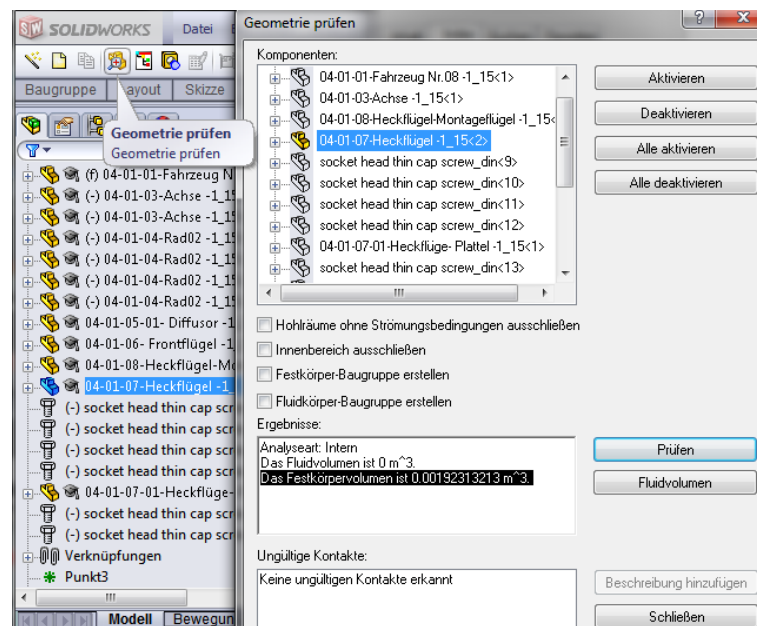 SOLIDWORKS Datei
Geometrie prüfen
Baugruppe Layout Skizze
Geometrie prüfen
Geometrie prüfen
(f) 04-01-01-Fahrzeug N
(-) 04-01-03-Achse -1_15
(-) 04-01-03-Achse -1_15
(-) 04-01-04-Rad02 -1_15
(-) 04-01-04-Rad02 -1_15
(-) 04-01-04-Rad02 -1_15
(-) 04-01-04-Rad02 -1_15
04-01-05-01- Diffusor -1
04-01-06- Frontflügel -1
04-01-08-Heckflügel-Mo
04-01-07-Heckflügel -1
(-) socket head thin cap scr
(-) socket head thin cap scr
(-) socket head thin cap scr
(-) socket head thin cap scr
04-01-07-01-Heckflüge-
(-) socket head thin cap scr
(-) socket head thin cap scr
Verknüpfungen
Punkt3
Modell Bewegun
Komponenten:
04-01-01-Fahrzeug Nr.08 -1_15<1>
04-01-03-Achse -1_15<1>
04-01-08-Heckflügel-Montageflügel -1_15<
04-01-07-Heckflügel -1_15<2>
socket head thin cap screw_din<9>
socket head thin cap screw_din<10>
socket head thin cap screw_din<11>
socket head thin cap screw_din<12>
04-01-07-01-Heckflüge- Plattel -1_15<1>
socket head thin cap screw_din<13>
Aktivieren
Deaktivieren
Alle aktivieren
Alle deaktivieren
Hohlräume ohne Strömungsbedingungen ausschließen
Innenbereich ausschließen
Festkörper-Baugruppe erstellen
Fluidkörper-Baugruppe erstellen
Ergebnisse:
Analyseart: Intern
Das Fluidvolumen ist 0 m^3.
Das Festkörpervolumen ist 0.00192313213 m^3.
Prüfen
Fluidvolumen
Ungültige Kontakte:
Keine ungültigen Kontakte erkannt
Beschreibung hinzufügen
Schließen